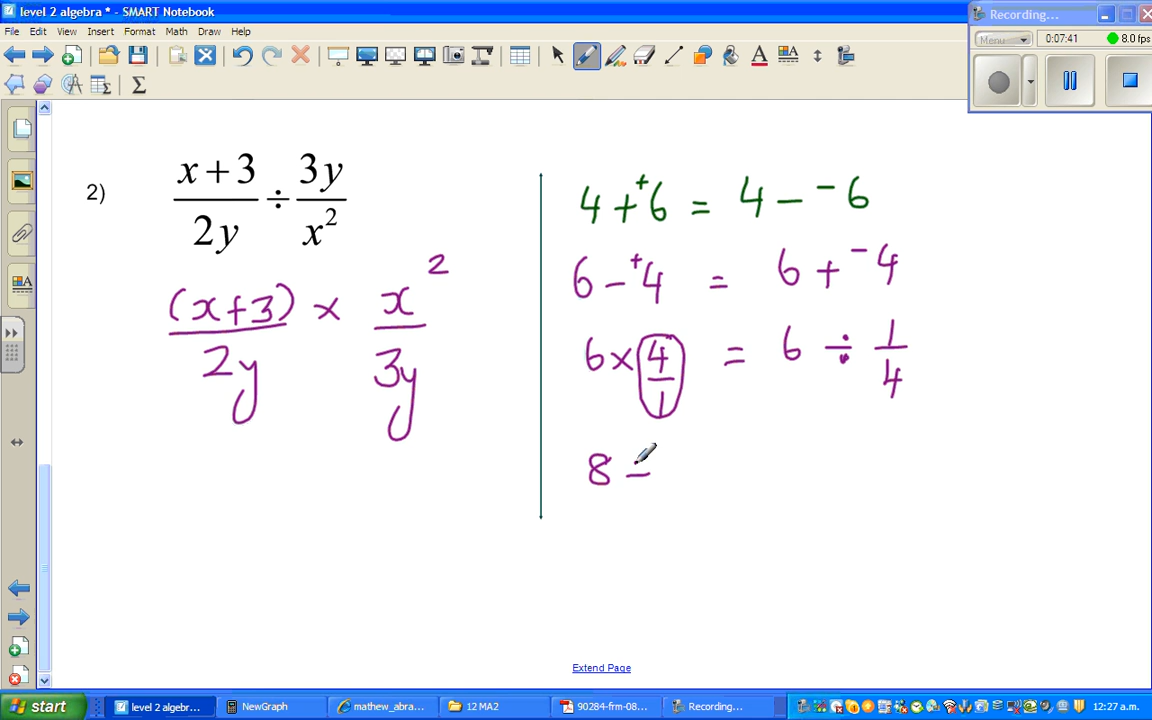 level 2 algebra * - SMART Notebook
Recording...
File Edit View Insert Format Math Draw Help
Menu 0:07:41 8.0 fps
2) x + 3 / 2y ÷ 3y / x²
4 + ⁺6 = 4 − ⁻6
6 − ⁺4 = 6 + ⁻4
(x+3) / 2y × x² / 3y
6 × 4/1 = 6 ÷ 1/4
8 −
Extend Page
start level 2 algebr... NewGraph mathew_abra... 12 MA2 90284-frm-08... Recording... 12:27 a.m.